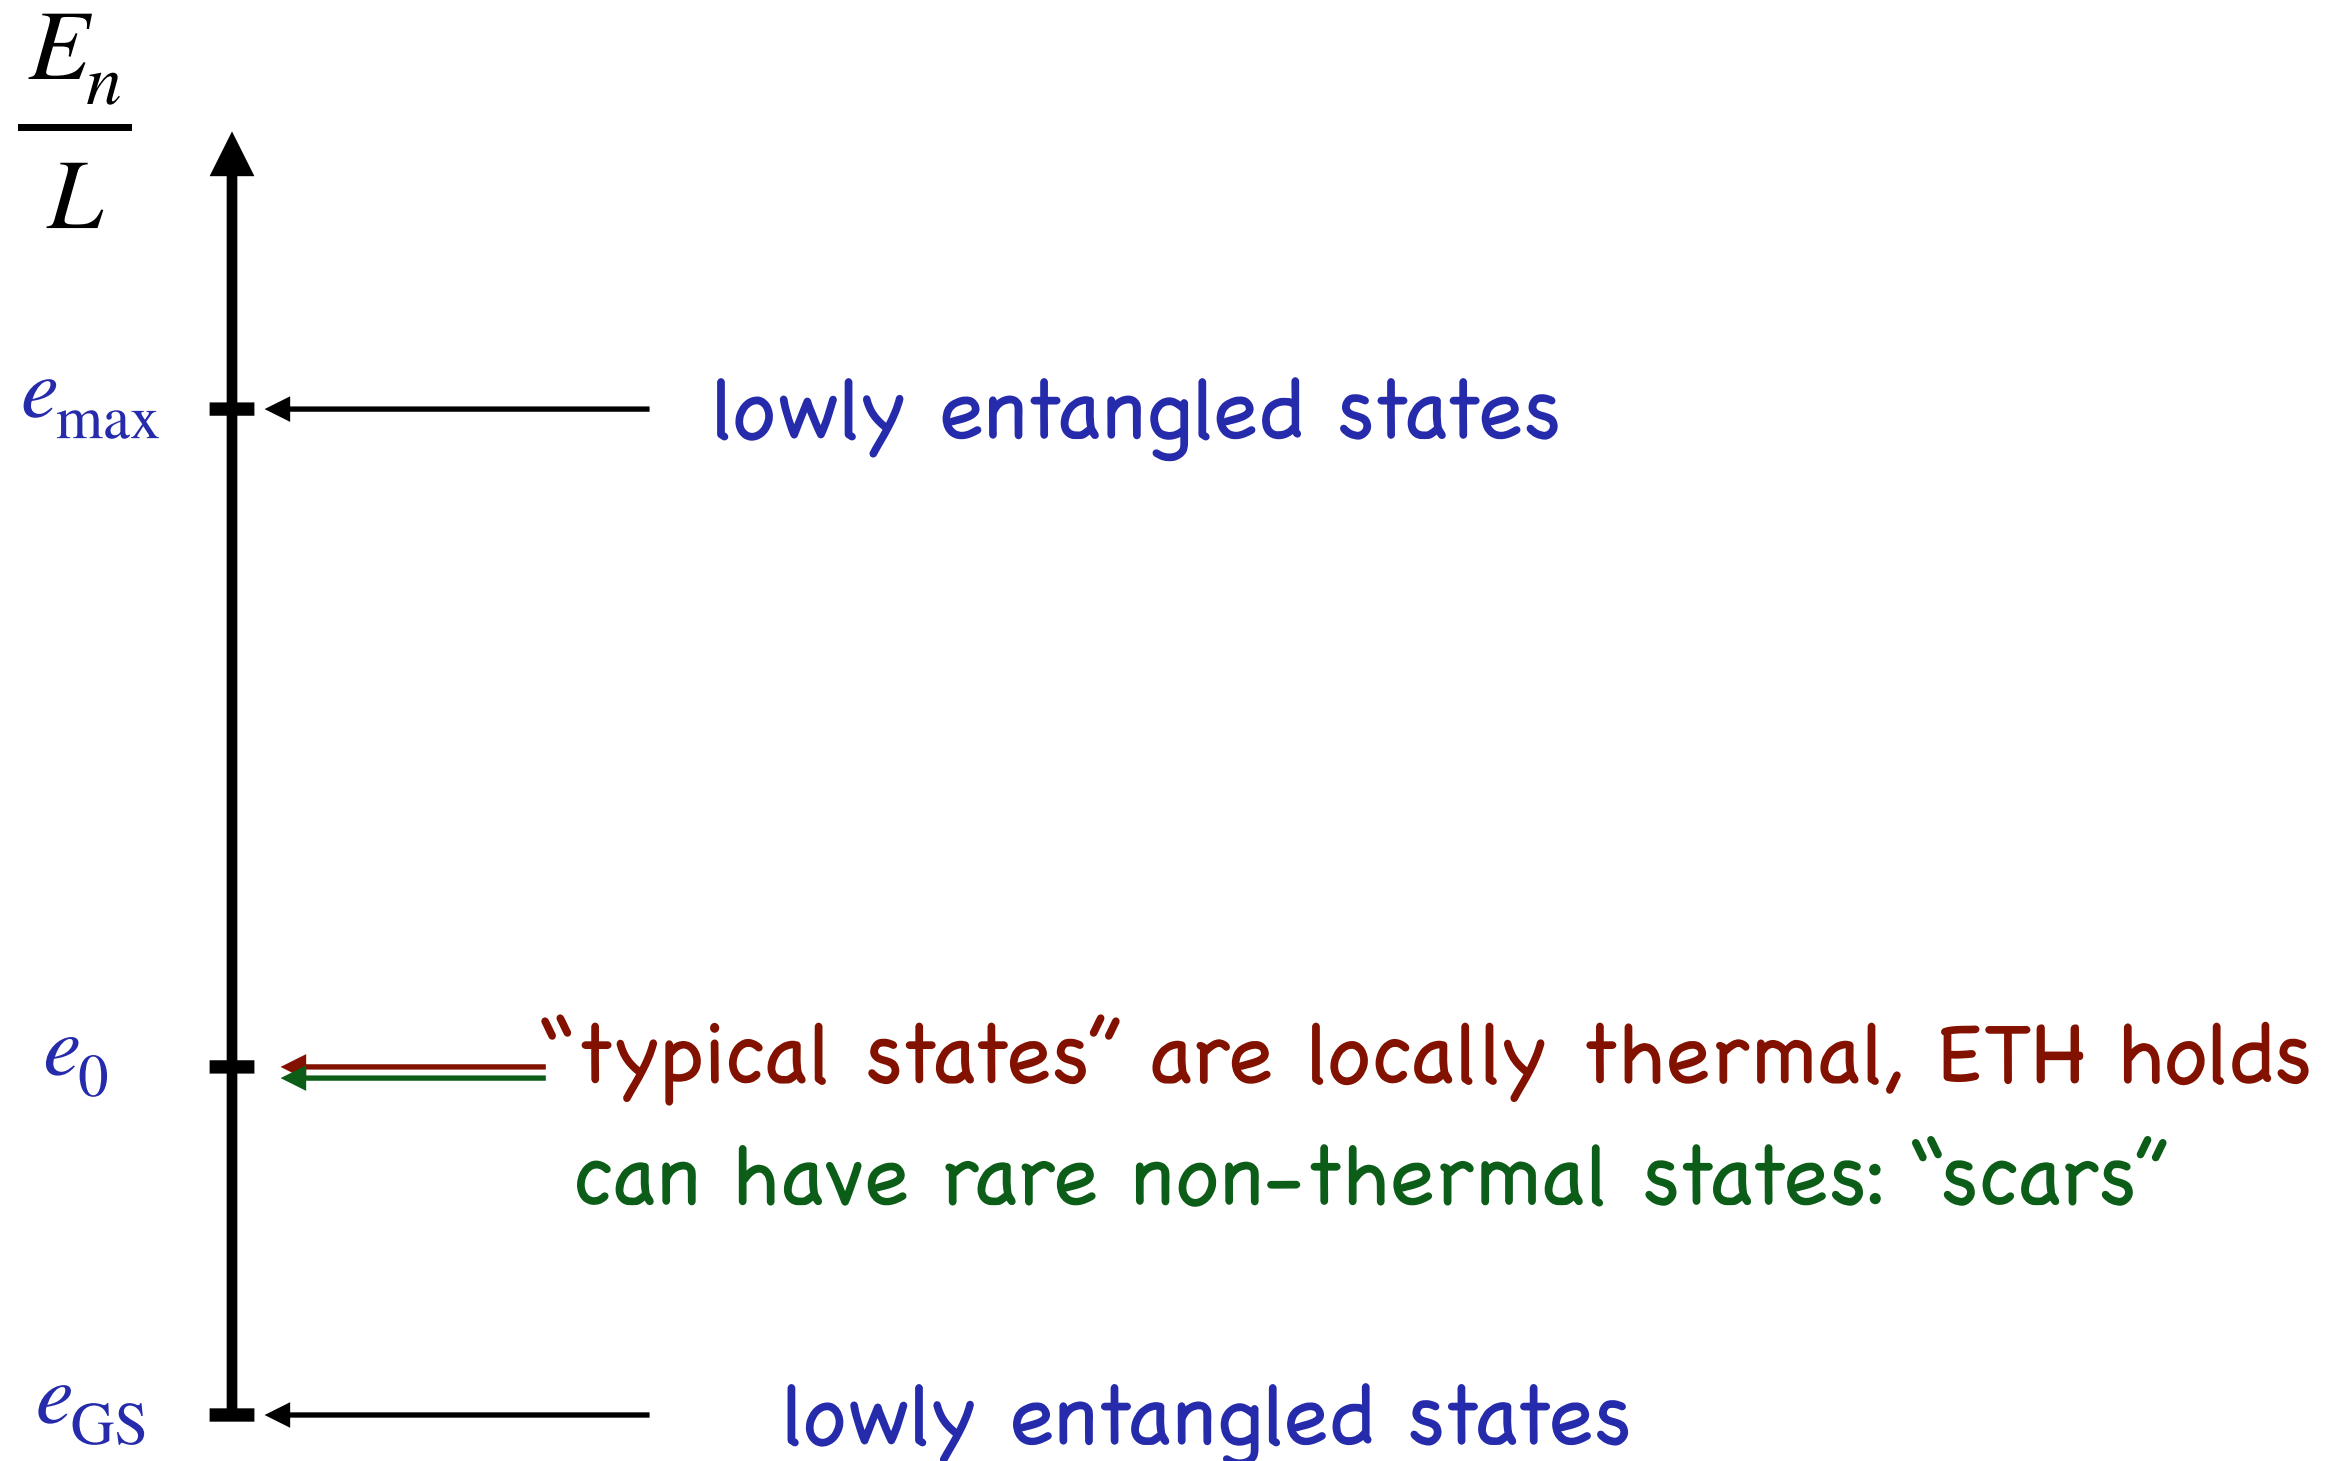 E_n
L
e_max
lowly entangled states
e_0
“typical states” are locally thermal, ETH holds
can have rare non-thermal states: “scars”
e_GS
lowly entangled states